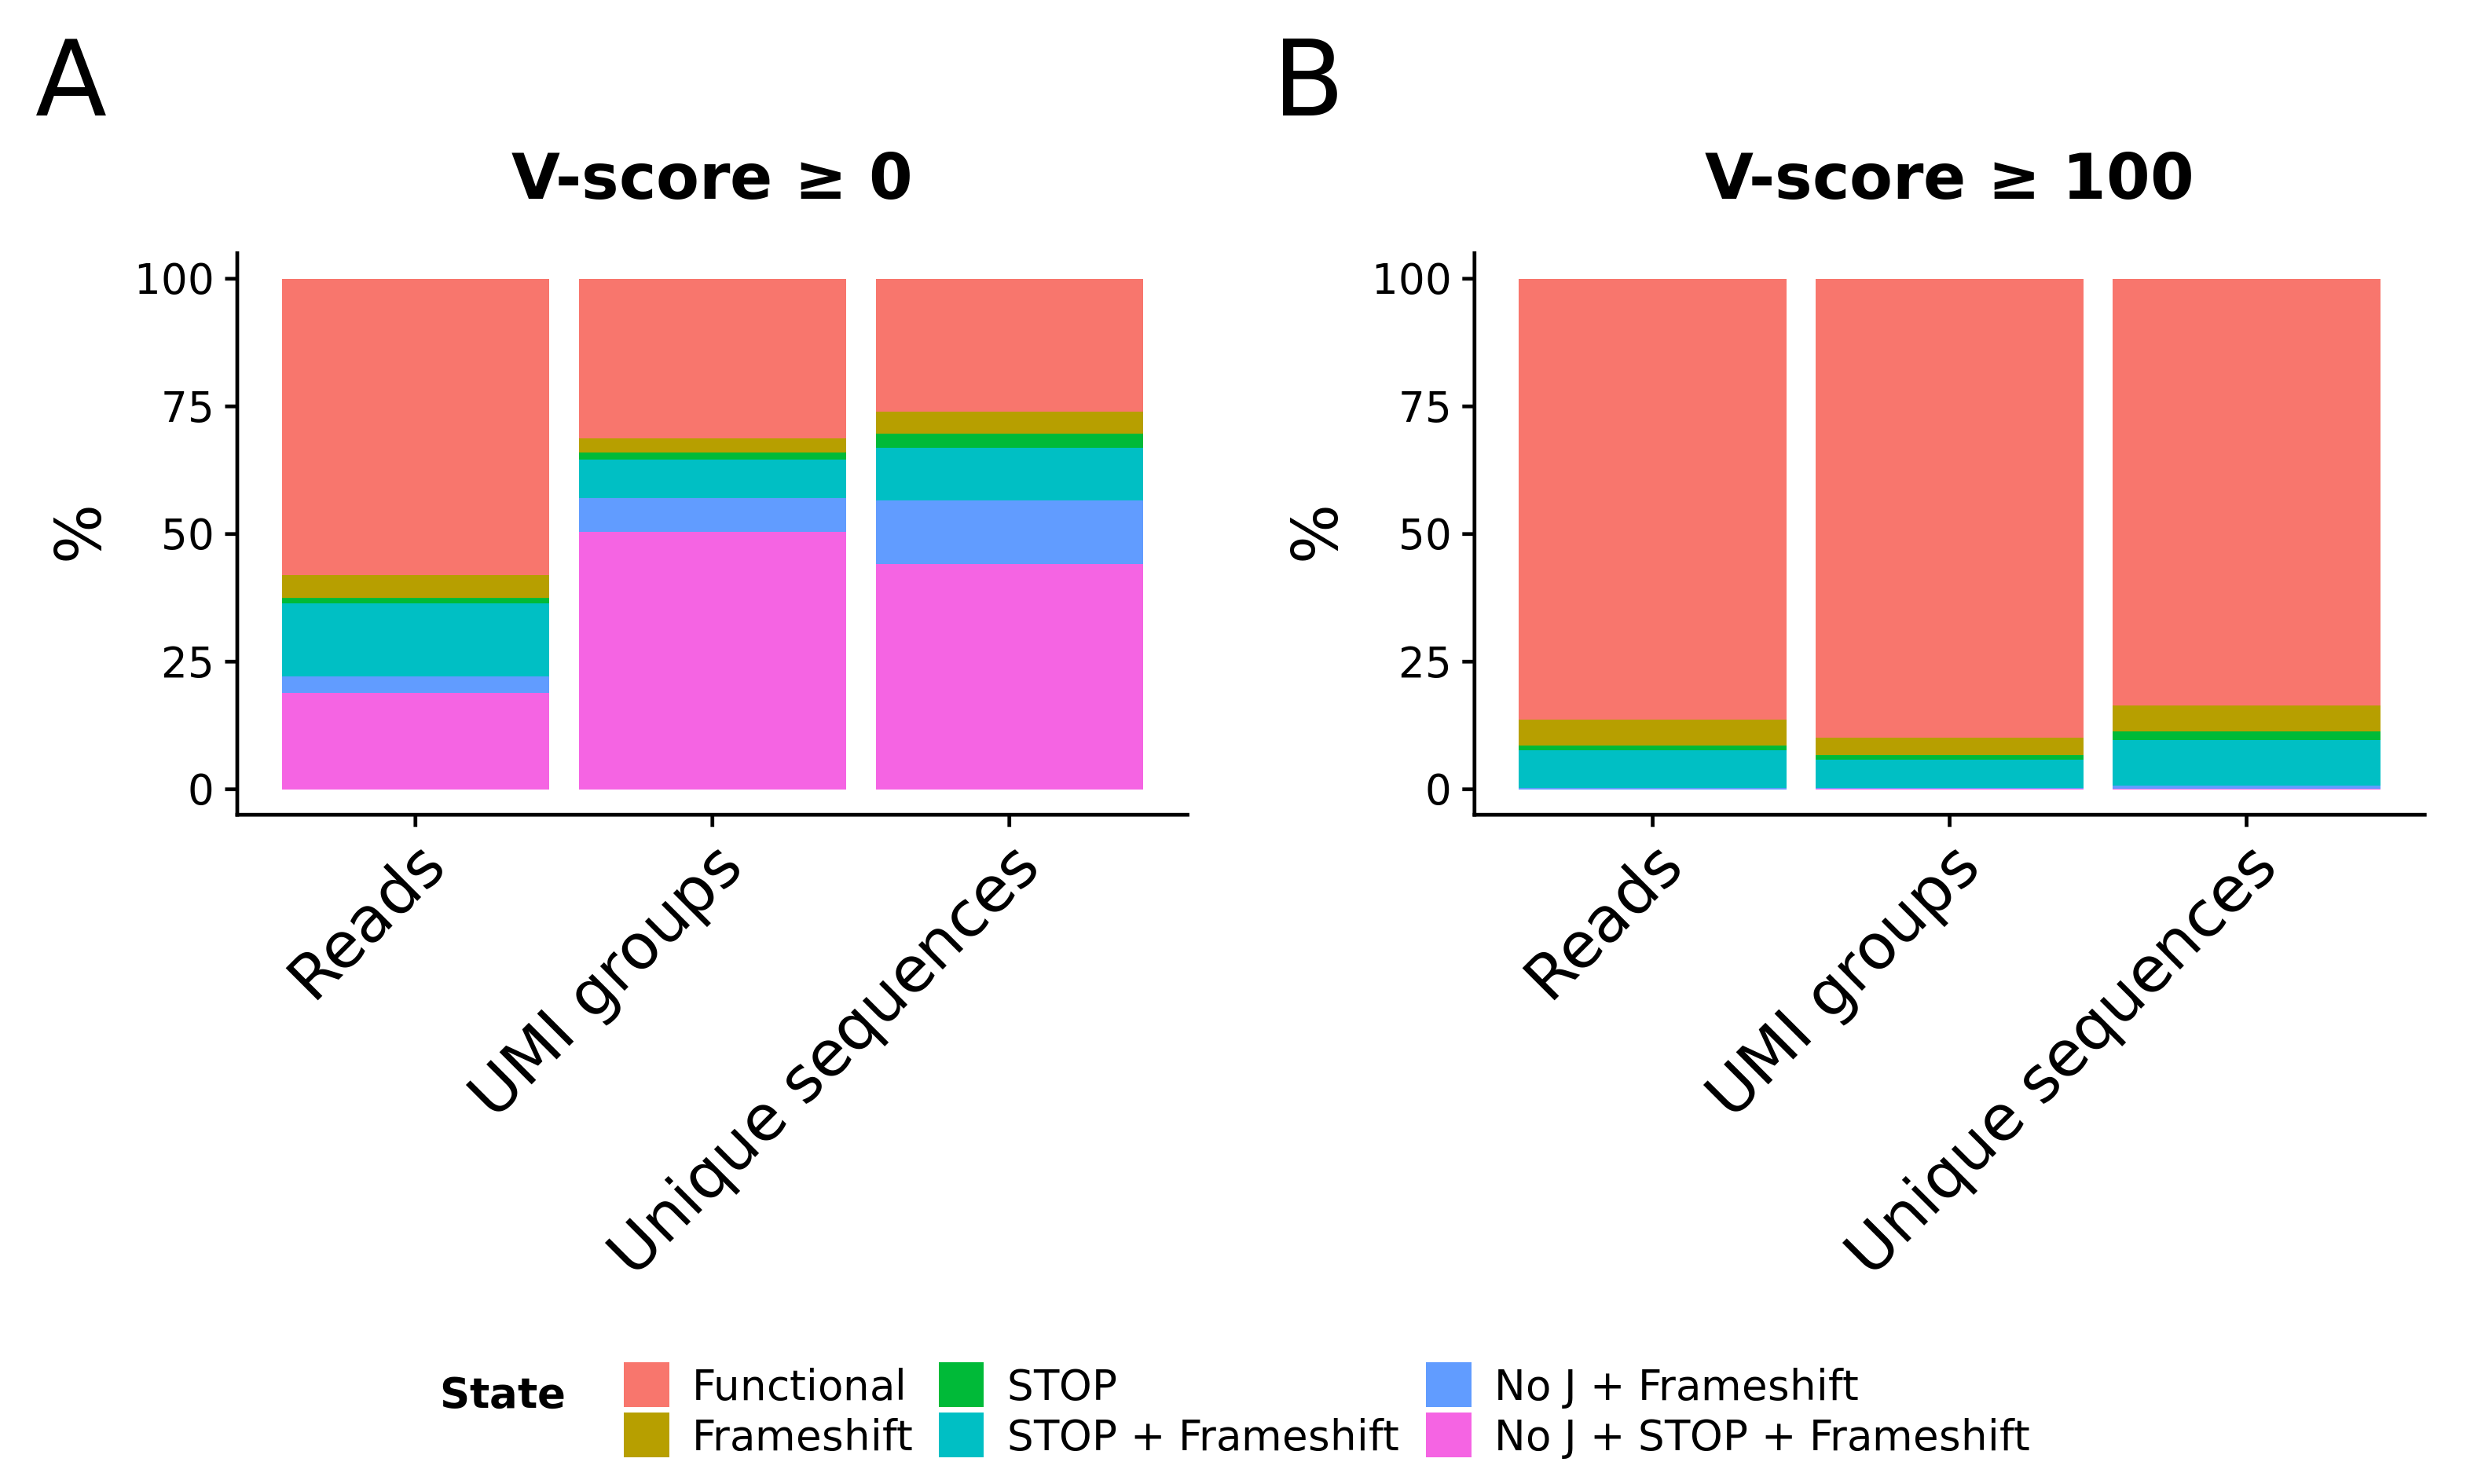 A
V-score ≥ 0
%
100
75
50
25
0
Reads
UMI groups
Unique sequences
B
V-score ≥ 100
%
100
75
50
25
0
Reads
UMI groups
Unique sequences
State
Functional
Frameshift
STOP
STOP + Frameshift
No J + Frameshift
No J + STOP + Frameshift